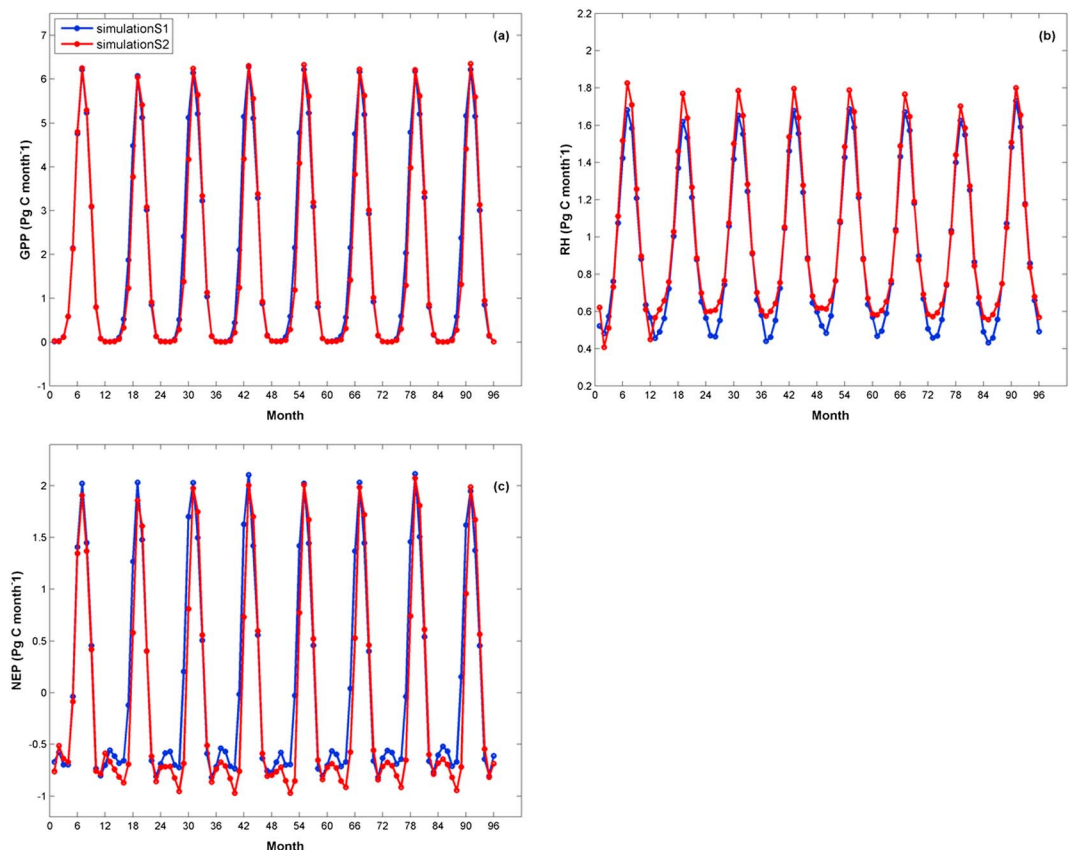 simulationS1
simulationS2
(a)
7
6
5
4
3
2
1
0
-1
GPP (Pg C month-1)
0 6 12 18 24 30 36 42 48 54 60 66 72 78 84 90 96
Month
(b)
2.2
2
1.8
1.6
1.4
1.2
1
0.8
0.6
0.4
0.2
RH (Pg C month-1)
0 6 12 18 24 30 36 42 48 54 60 66 72 78 84 90 96
Month
(c)
2
1.5
1
0.5
0
-0.5
-1
NEP (Pg C month-1)
0 6 12 18 24 30 36 42 48 54 60 66 72 78 84 90 96
Month